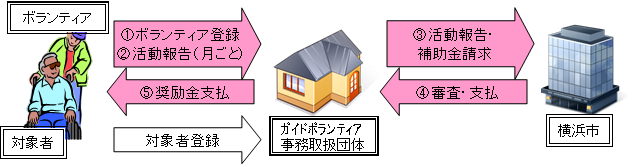 ボランティア
①ボランティア登録
②活動報告(月ごと)
③活動報告・
補助金請求
⑤奨励金支払
④審査・支払
対象者
対象者登録
ガイドボランティア
事務取扱団体
横浜市